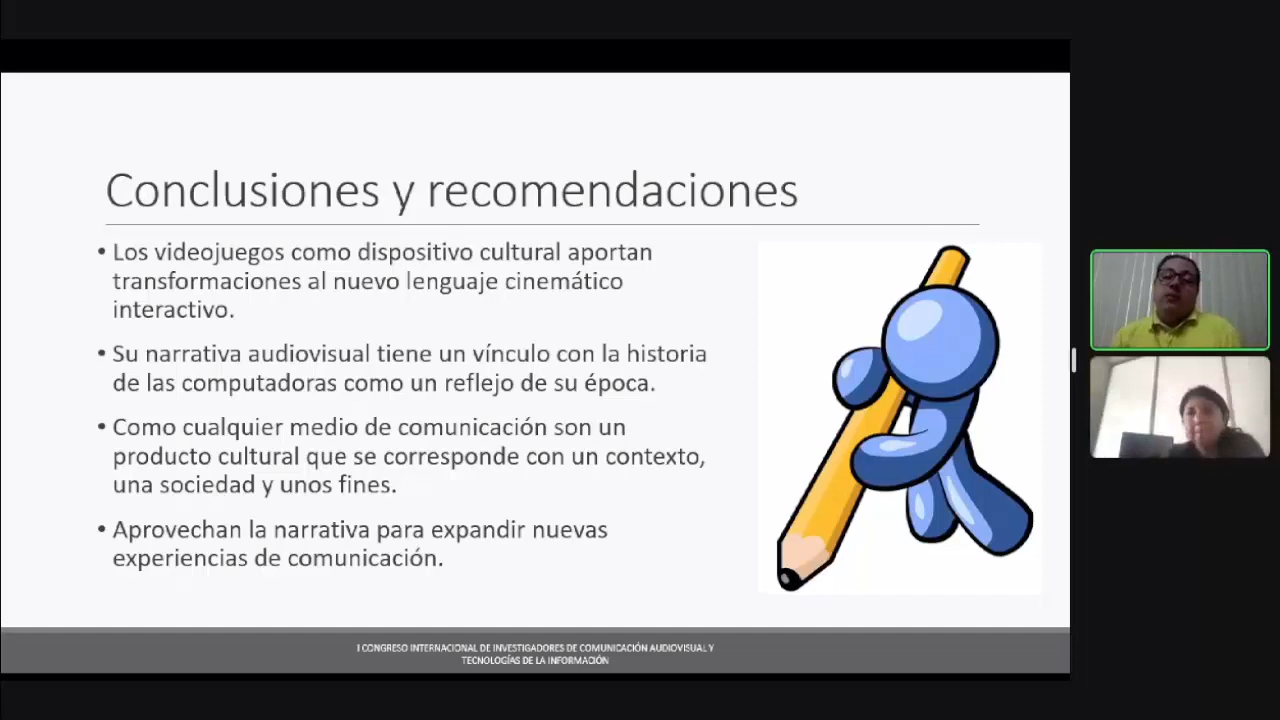 Conclusiones y recomendaciones
• Los videojuegos como dispositivo cultural aportan
transformaciones al nuevo lenguaje cinemático
interactivo.
• Su narrativa audiovisual tiene un vínculo con la historia
de las computadoras como un reflejo de su época.
• Como cualquier medio de comunicación son un
producto cultural que se corresponde con un contexto,
una sociedad y unos fines.
• Aprovechan la narrativa para expandir nuevas
experiencias de comunicación.
I CONGRESO INTERNACIONAL DE INVESTIGADORES DE COMUNICACIÓN AUDIOVISUAL Y
TECNOLOGÍAS DE LA INFORMACIÓN